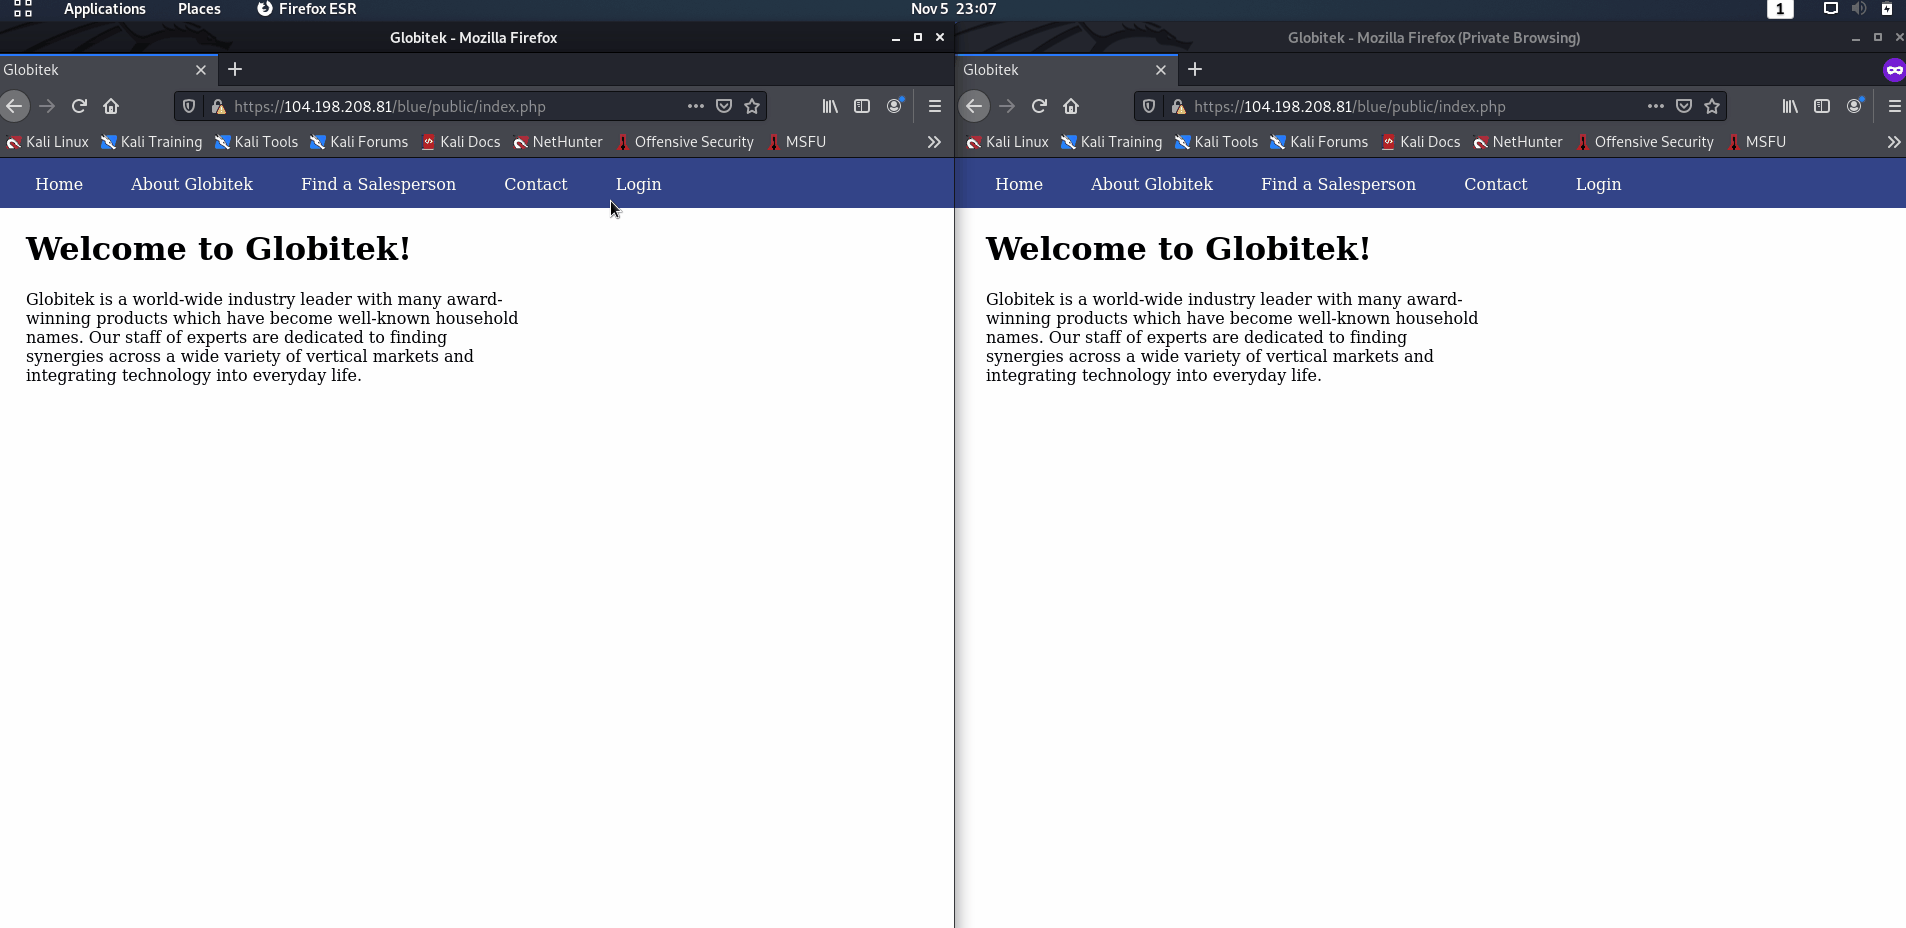 Applications Places Firefox ESR Nov 5 23:07 1
Globitek - Mozilla Firefox
Globitek
https://104.198.208.81/blue/public/index.php
Kali Linux Kali Training Kali Tools Kali Forums Kali Docs NetHunter Offensive Security MSFU
Home About Globitek Find a Salesperson Contact Login
Welcome to Globitek!
Globitek is a world-wide industry leader with many award-
winning products which have become well-known household
names. Our staff of experts are dedicated to finding
synergies across a wide variety of vertical markets and
integrating technology into everyday life.
Globitek - Mozilla Firefox (Private Browsing)
Globitek
https://104.198.208.81/blue/public/index.php
Kali Linux Kali Training Kali Tools Kali Forums Kali Docs NetHunter Offensive Security MSFU
Home About Globitek Find a Salesperson Contact Login
Welcome to Globitek!
Globitek is a world-wide industry leader with many award-
winning products which have become well-known household
names. Our staff of experts are dedicated to finding
synergies across a wide variety of vertical markets and
integrating technology into everyday life.